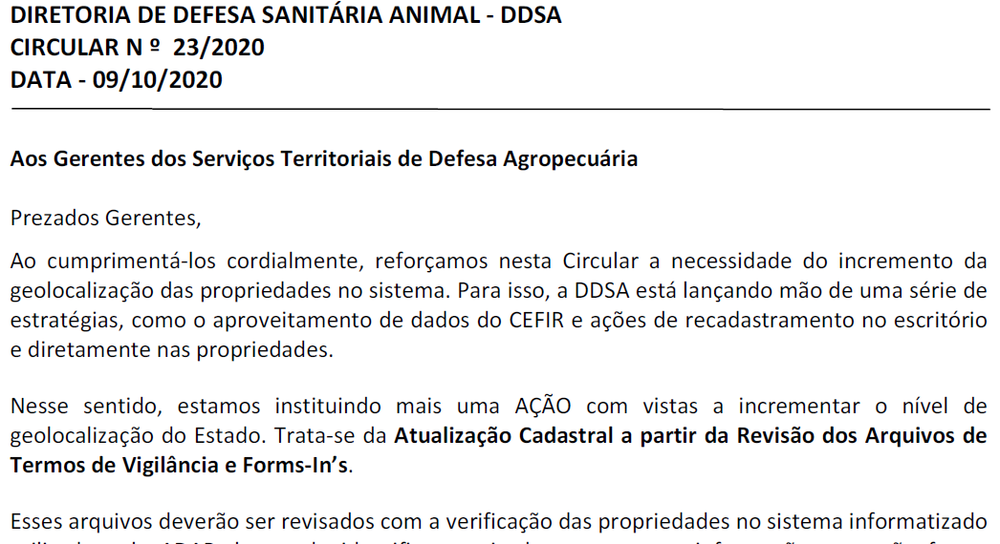 DIRETORIA DE DEFESA SANITÁRIA ANIMAL - DDSA
CIRCULAR N º 23/2020
DATA - 09/10/2020
Aos Gerentes dos Serviços Territoriais de Defesa Agropecuária
Prezados Gerentes,
Ao cumprimentá-los cordialmente, reforçamos nesta Circular a necessidade do incremento da
geolocalização das propriedades no sistema. Para isso, a DDSA está lançando mão de uma série de
estratégias, como o aproveitamento de dados do CEFIR e ações de recadastramento no escritório
e diretamente nas propriedades.
Nesse sentido, estamos instituindo mais uma AÇÃO com vistas a incrementar o nível de
geolocalização do Estado. Trata-se da Atualização Cadastral a partir da Revisão dos Arquivos de
Termos de Vigilância e Forms-In’s.
Esses arquivos deverão ser revisados com a verificação das propriedades no sistema informatizado